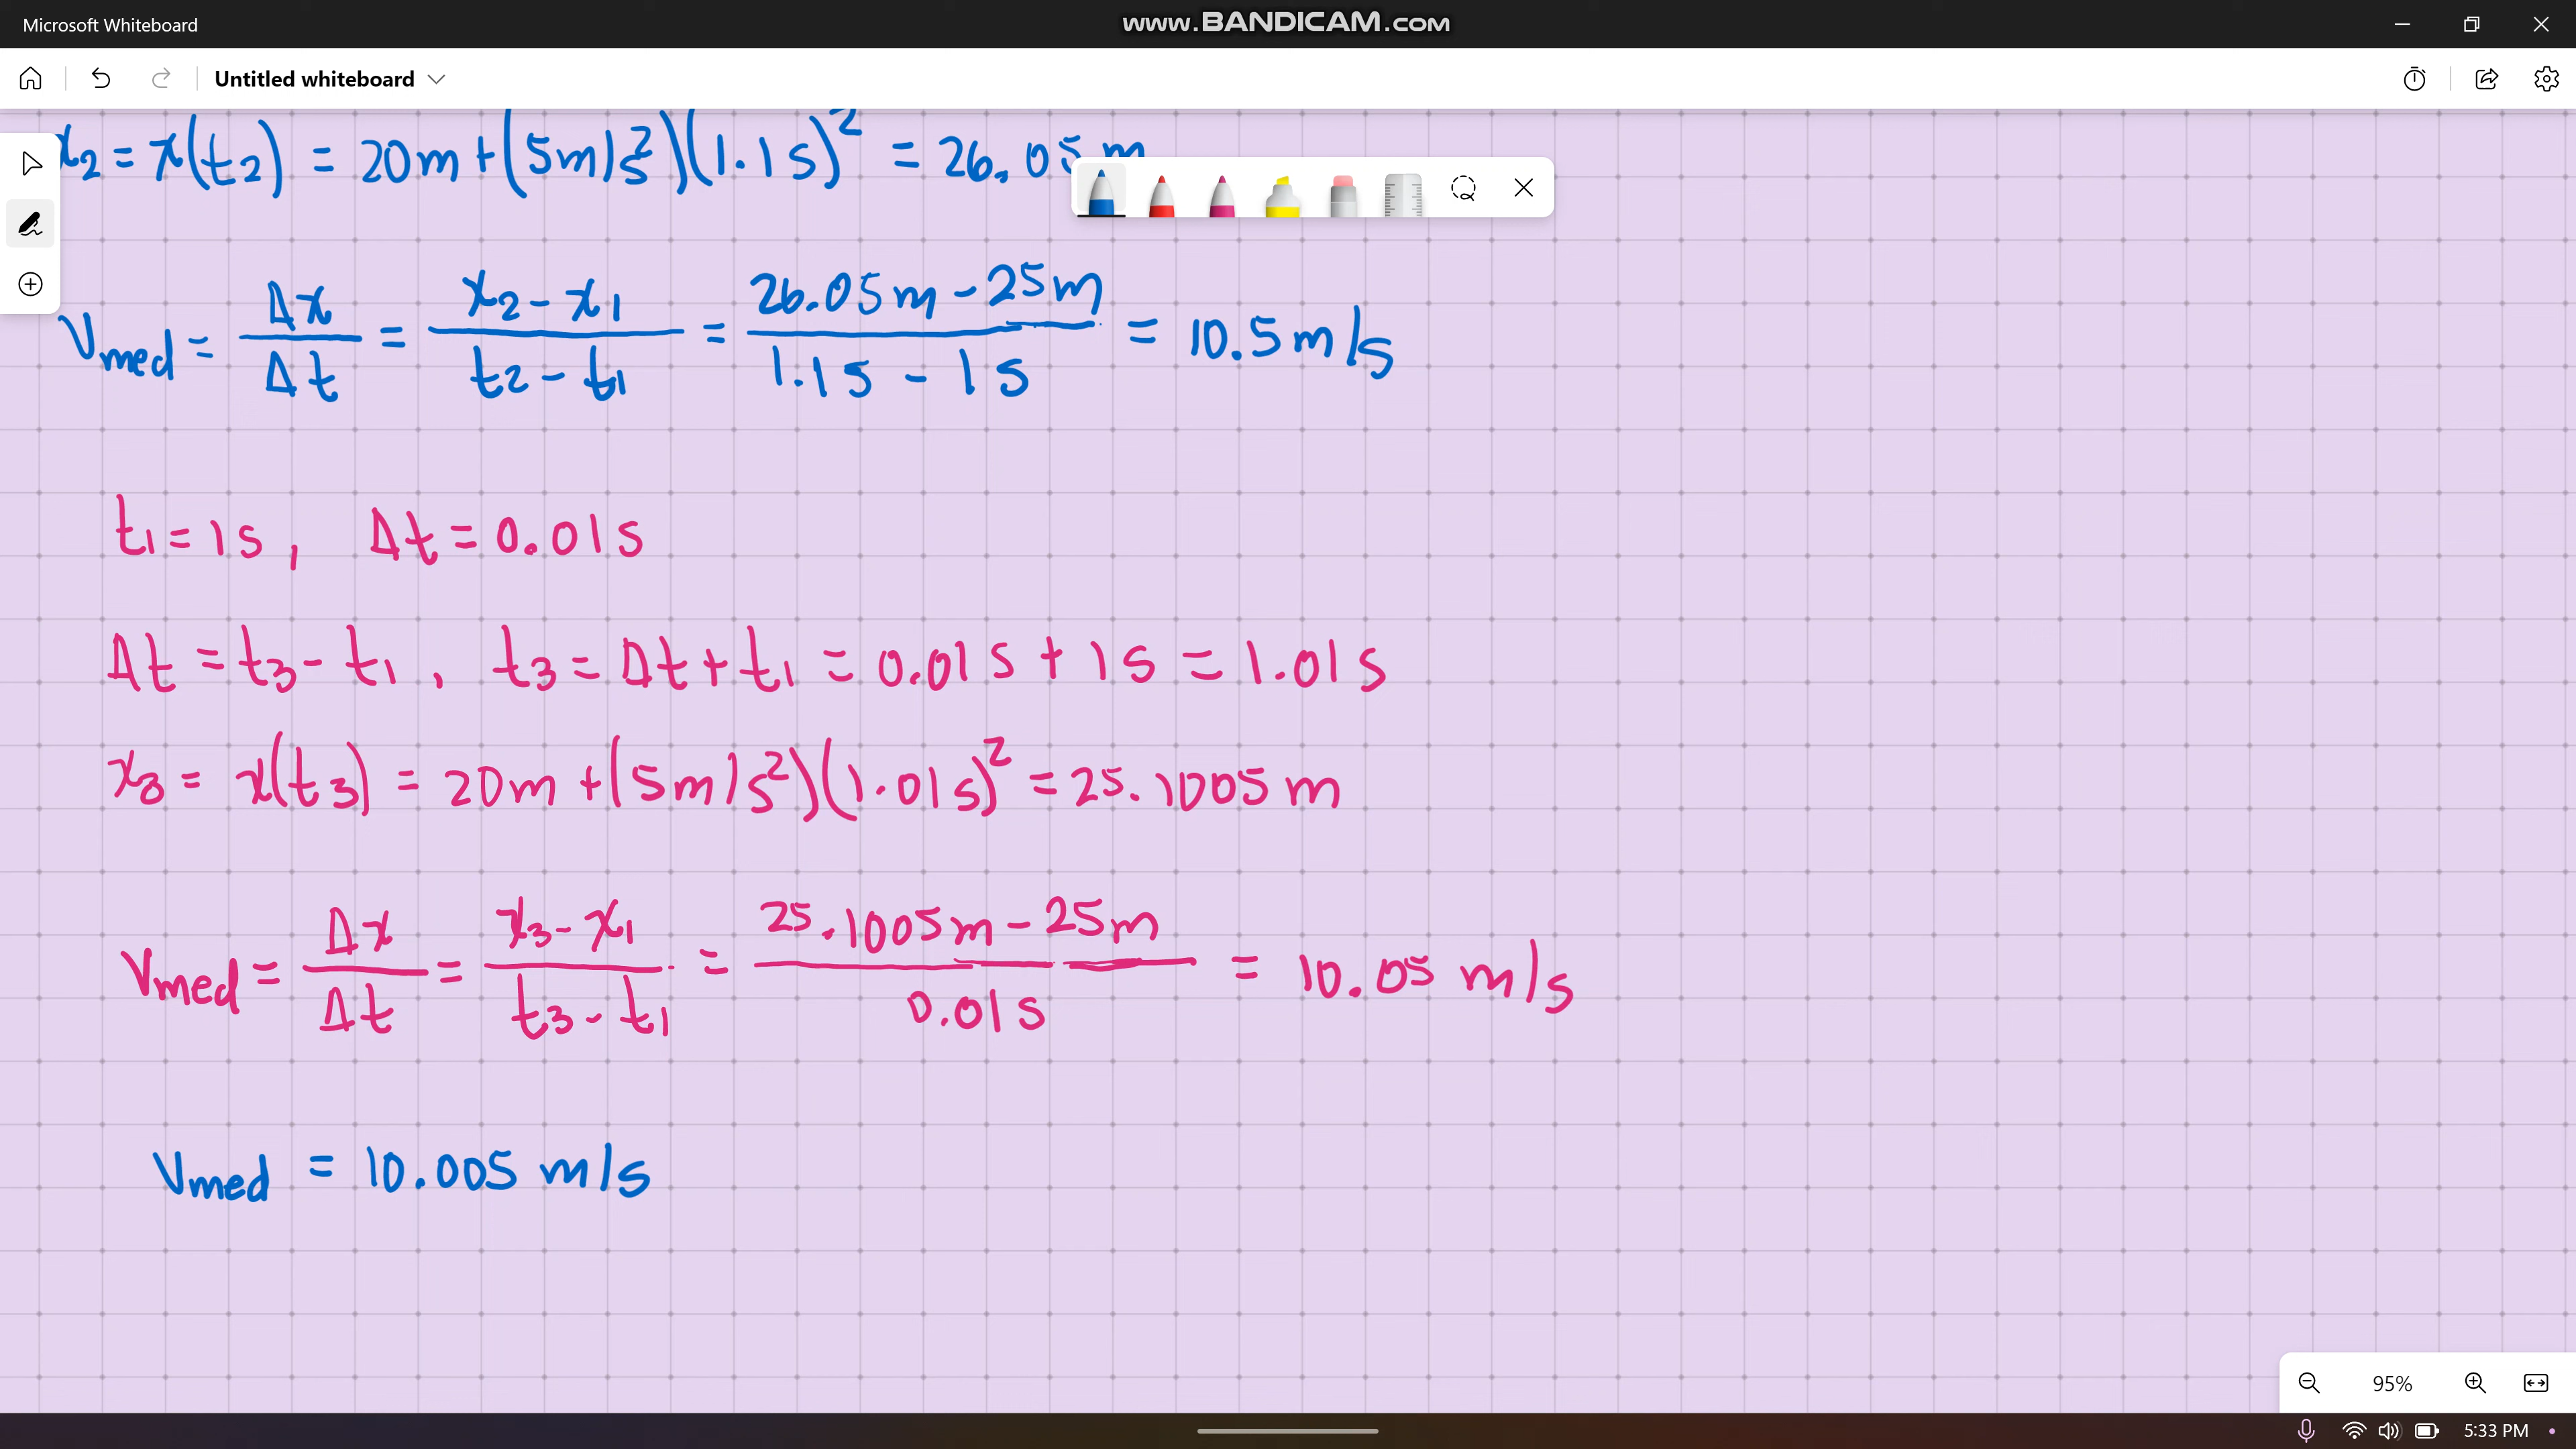 Microsoft Whiteboard
www.BANDICAM.com
Untitled whiteboard
x₂ = x(t₂) = 20m + (5m/s²)(1.1s)² = 26.05 m
Vmed = Δx/Δt = (x₂ - x₁)/(t₂ - t₁) = (26.05m - 25m)/(1.1s - 1s) = 10.5 m/s
t₁ = 1s, Δt = 0.01s
Δt = t₃ - t₁, t₃ = Δt + t₁ = 0.01s + 1s = 1.01s
x₃ = x(t₃) = 20m + (5m/s²)(1.01s)² = 25.1005 m
Vmed = Δx/Δt = (x₃ - x₁)/(t₃ - t₁) = (25.1005m - 25m)/0.01s = 10.05 m/s
Vmed = 10.005 m/s
95%
5:33 PM